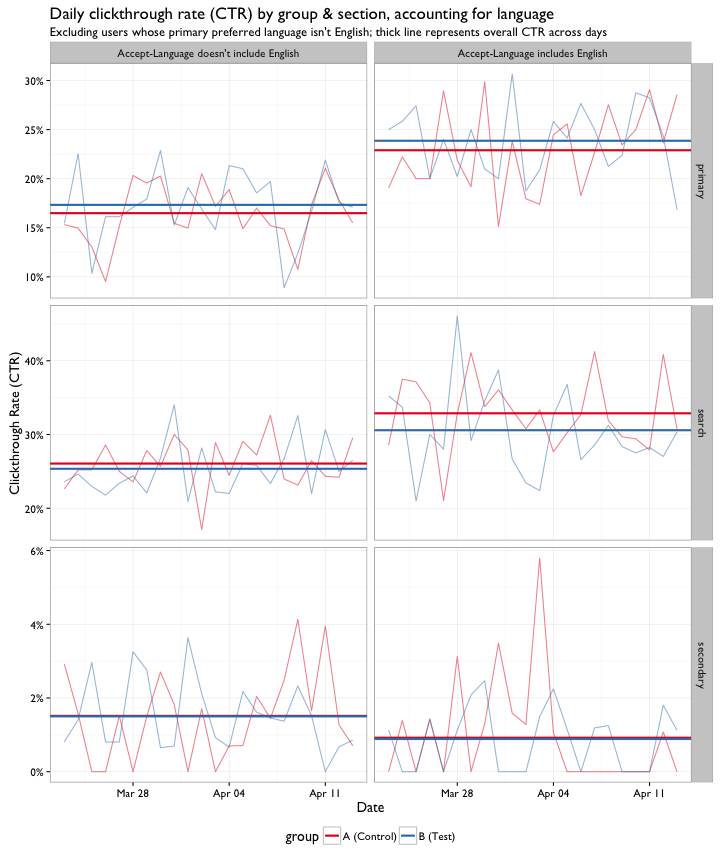 Daily clickthrough rate (CTR) by group & section, accounting for language
Excluding users whose primary preferred language isn't English; thick line represents overall CTR across days
Accept-Language doesn't include English
Accept-Language includes English
30%
25%
20%
15%
10%
primary
Clickthrough Rate (CTR)
40%
30%
20%
search
6%
4%
2%
0%
secondary
Mar 28
Apr 04
Apr 11
Mar 28
Apr 04
Apr 11
Date
group
A (Control)
B (Test)